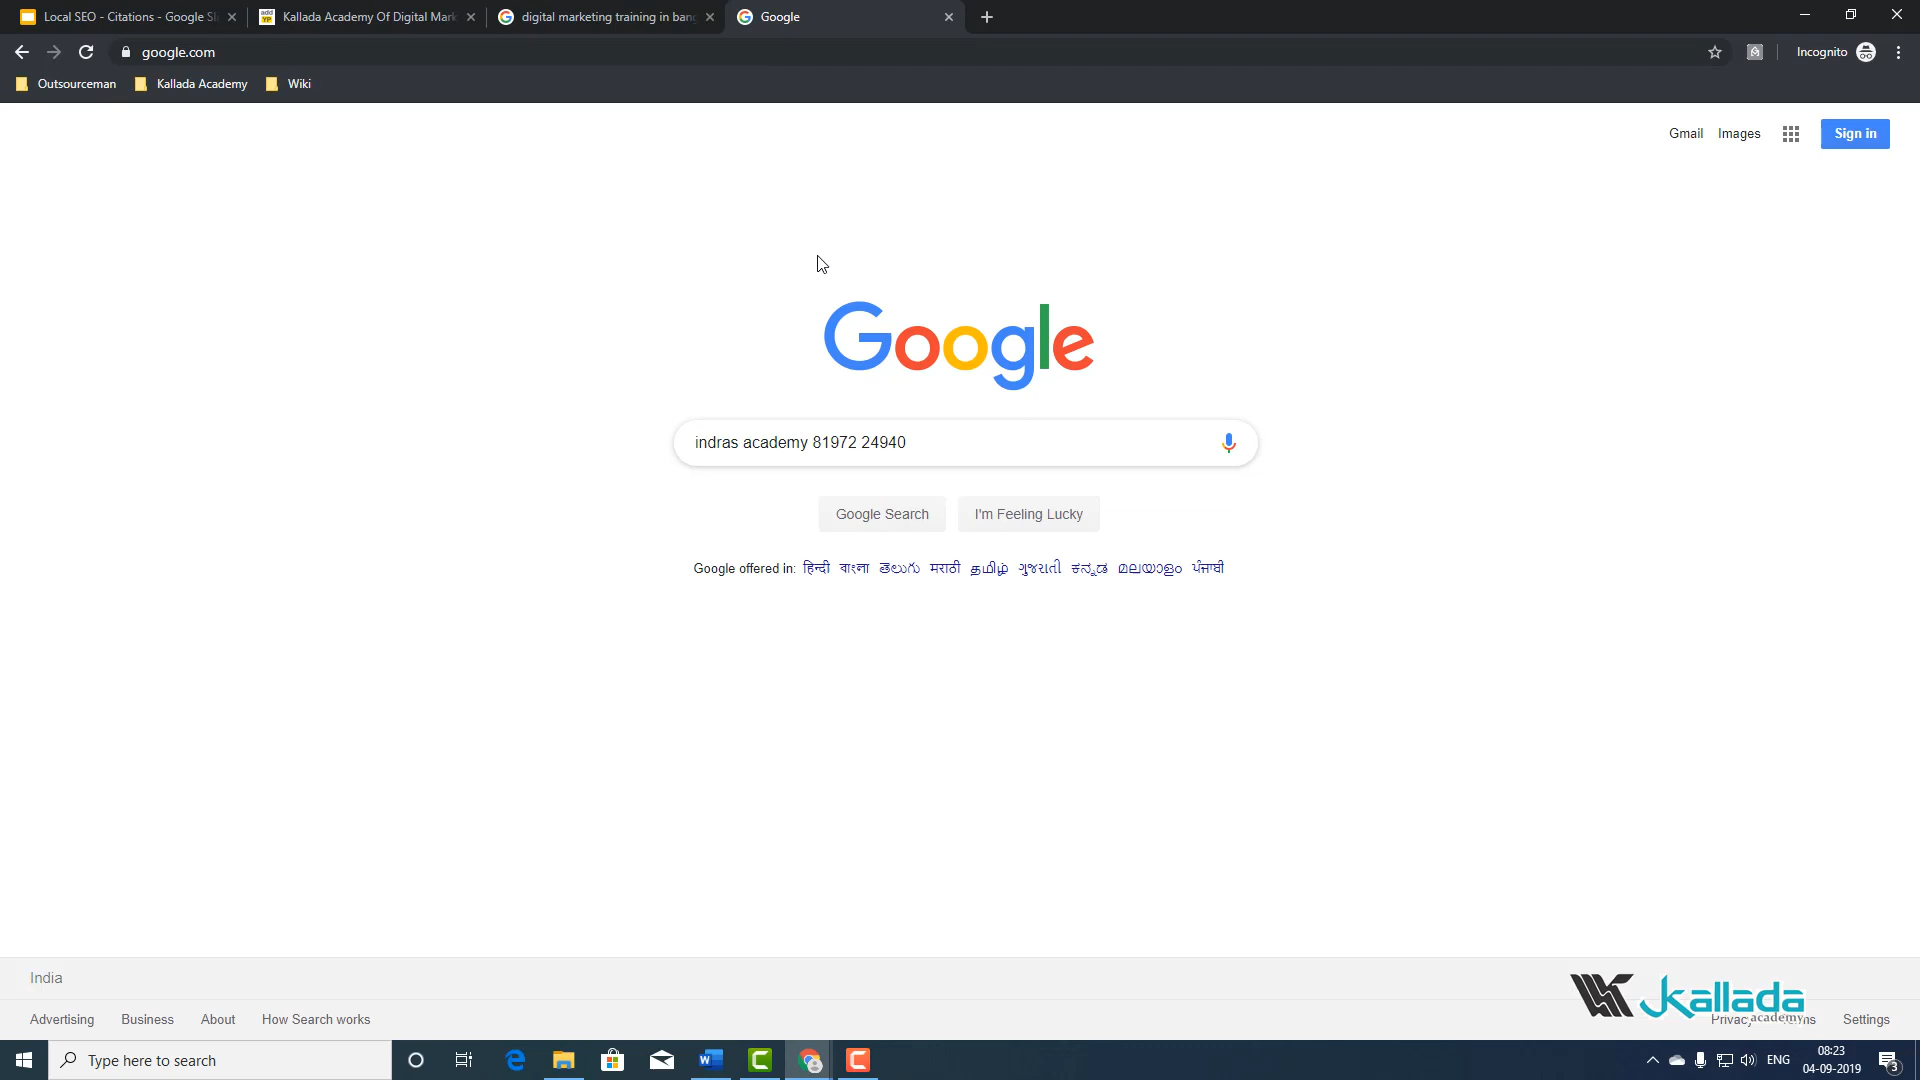 Local SEO - Citations - Google Sl
Kallada Academy Of Digital Mark
digital marketing training in bang
Google
google.com
Incognito
Outsourceman
Kallada Academy
Wiki
Gmail Images
Sign in
Google
indras academy 81972 24940
Google Search
I'm Feeling Lucky
Google offered in: हिन्दी বাংলা తెలుగు मराठी தமிழ் ગુજરાતી ಕನ್ನಡ മലയാളം ਪੰਜਾਬੀ
India
Advertising Business About How Search works
Settings
kallada
academy
Type here to search
ENG
08:23
04-09-2019
3